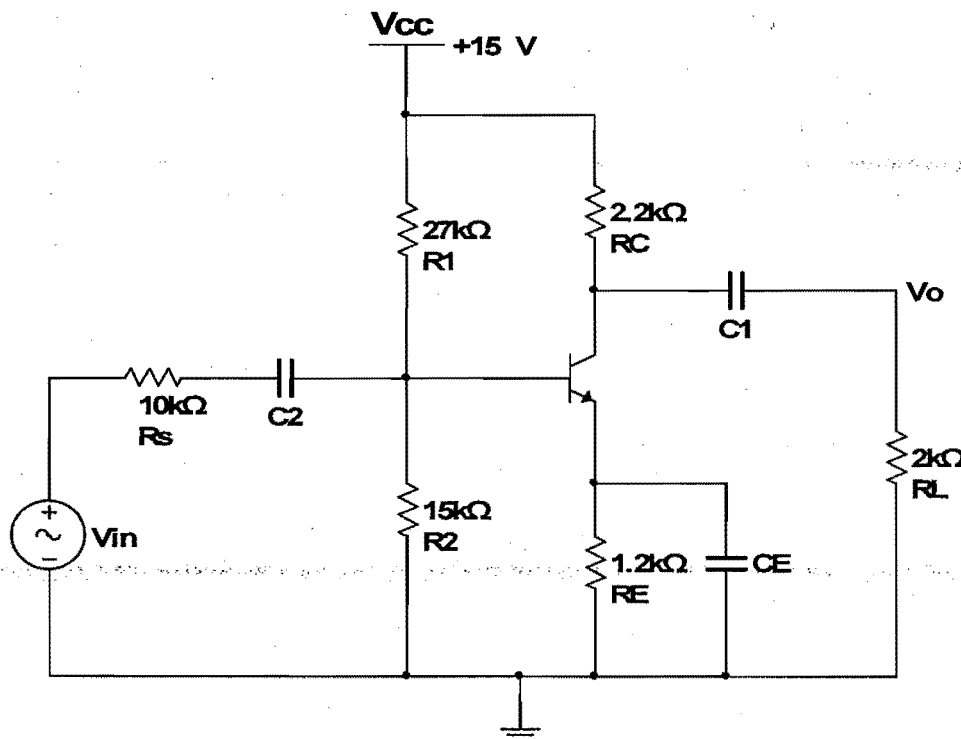 Vcc
+15 V
27kΩ
R1
2.2kΩ
RC
C1
Vo
10kΩ
Rs
C2
2kΩ
RL
+
Vin
-
15kΩ
R2
1.2kΩ
RE
CE